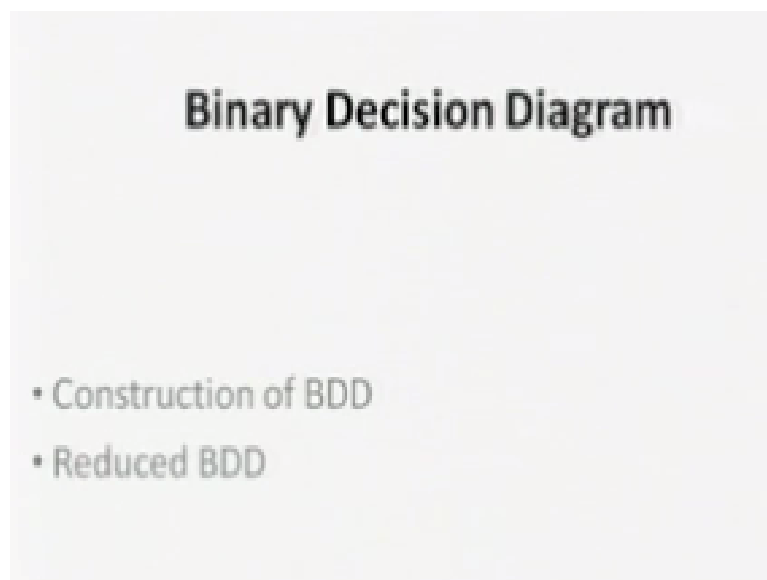 Binary Decision Diagram
• Construction of BDD
• Reduced BDD